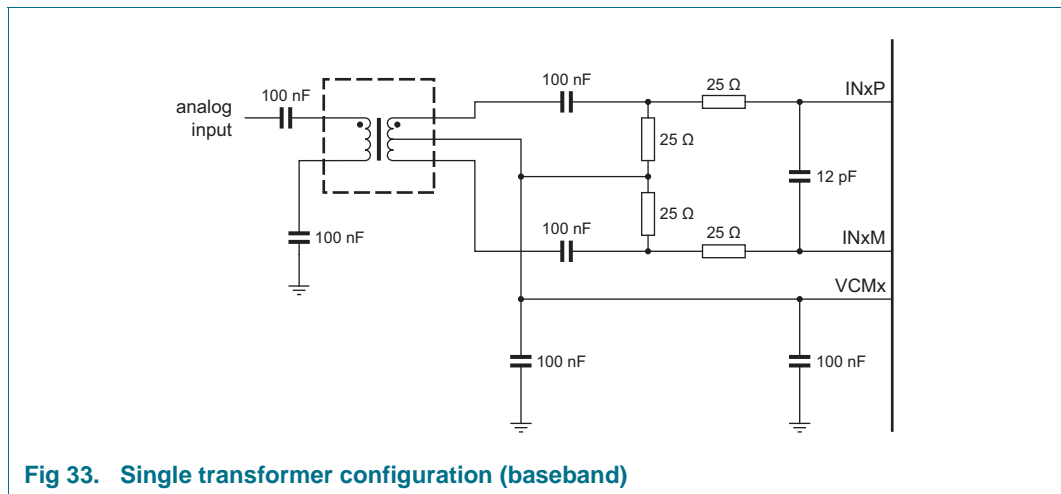 analog
input
100 nF
100 nF
100 nF
25 Ω
INxP
25 Ω
12 pF
25 Ω
100 nF
25 Ω
INxM
VCMx
100 nF
100 nF
Fig 33. Single transformer configuration (baseband)